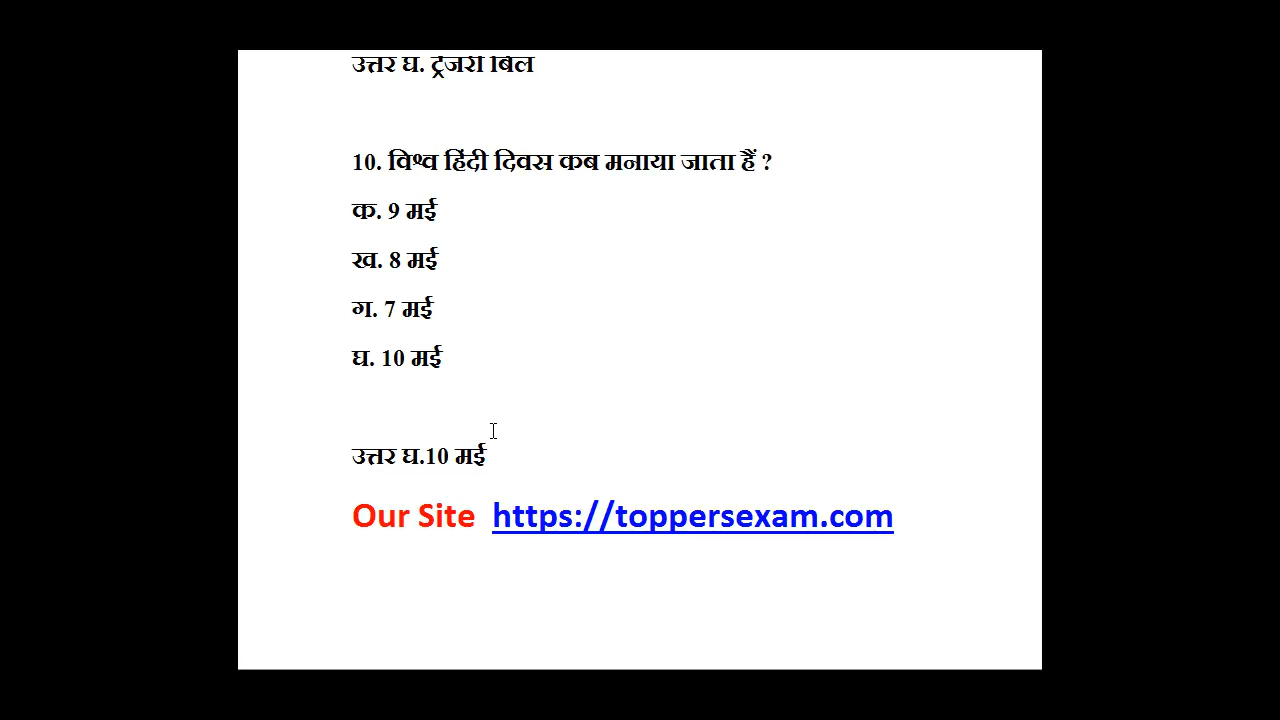 उत्तर घ. ट्रेजरी बिल
10. विश्व हिंदी दिवस कब मनाया जाता हैं ?
क. 9 मई
ख. 8 मई
ग. 7 मई
घ. 10 मई
उत्तर घ.10 मई
Our Site https://toppersexam.com